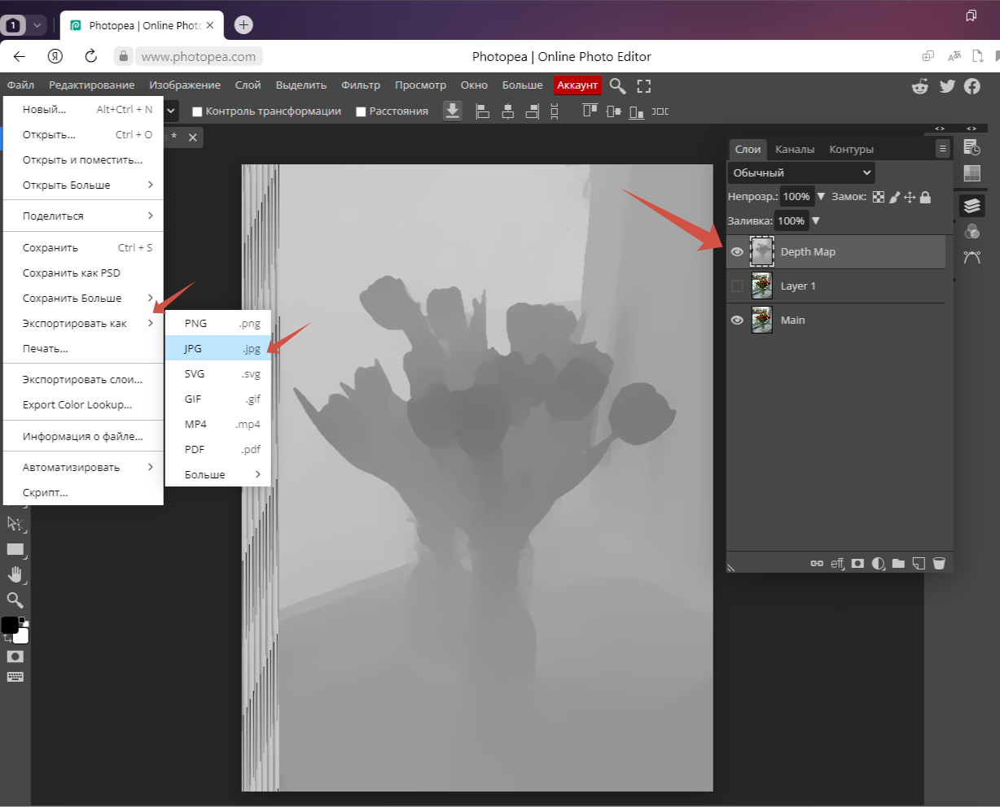 1
Photopea | Online Photo
www.photopea.com
Photopea | Online Photo Editor
Файл Редактирование Изображение Слой Выделить Фильтр Просмотр Окно Больше Аккаунт
Контроль трансформации Расстояния
s *
Новый... Alt+Ctrl + N
Открыть... Ctrl + O
Открыть и поместить...
Открыть Больше
Поделиться
Сохранить Ctrl + S
Сохранить как PSD
Сохранить Больше
Экспортировать как
Печать...
Экспортировать слои...
Export Color Lookup...
Информация о файле...
Автоматизировать
Скрипт...
PNG .png
JPG .jpg
SVG .svg
GIF .gif
MP4 .mp4
PDF .pdf
Больше
Слои Каналы Контуры
Обычный
Непрозр.: 100% Замок:
Заливка: 100%
Depth Map
Layer 1
Main
eff